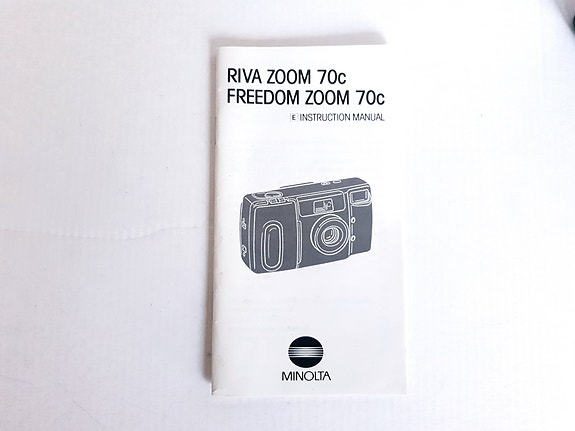 RIVA ZOOM 70c
FREEDOM ZOOM 70c
E INSTRUCTION MANUAL
MINOLTA